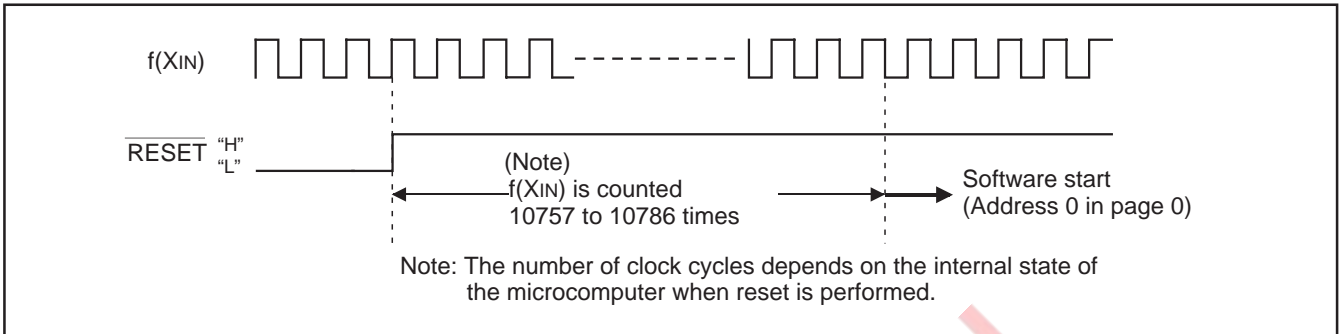 f(XIN)
RESET "H"
"L"
(Note)
f(XIN) is counted
10757 to 10786 times
Software start
(Address 0 in page 0)
Note: The number of clock cycles depends on the internal state of
the microcomputer when reset is performed.